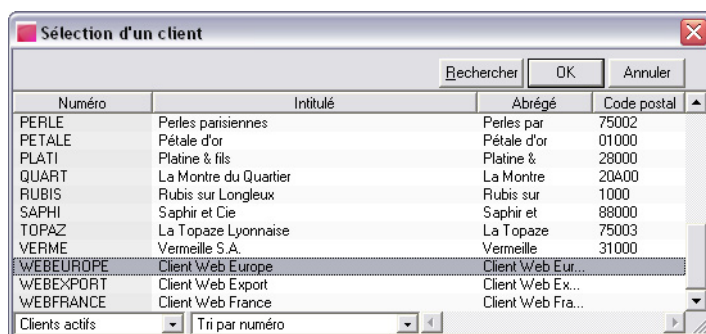 Sélection d'un client
Rechercher OK Annuler
Numéro Intitulé Abrégé Code postal
PERLE Perles parisiennes Perles par 75002
PETALE Pétale d'or Pétale d'or 01000
PLATI Platine & fils Platine & 28000
QUART La Montre du Quartier La Montre 20A00
RUBIS Rubis sur Longleux Rubis sur 1000
SAPHI Saphir et Cie Saphir et 88000
TOPAZ La Topaze Lyonnaise La Topaze 75003
VERME Vermeille S.A. Vermeille 31000
WEBEUROPE Client Web Europe Client Web Eur...
WEBEXPORT Client Web Export Client Web Ex...
WEBFRANCE Client Web France Client Web Fra...
Clients actifs Tri par numéro